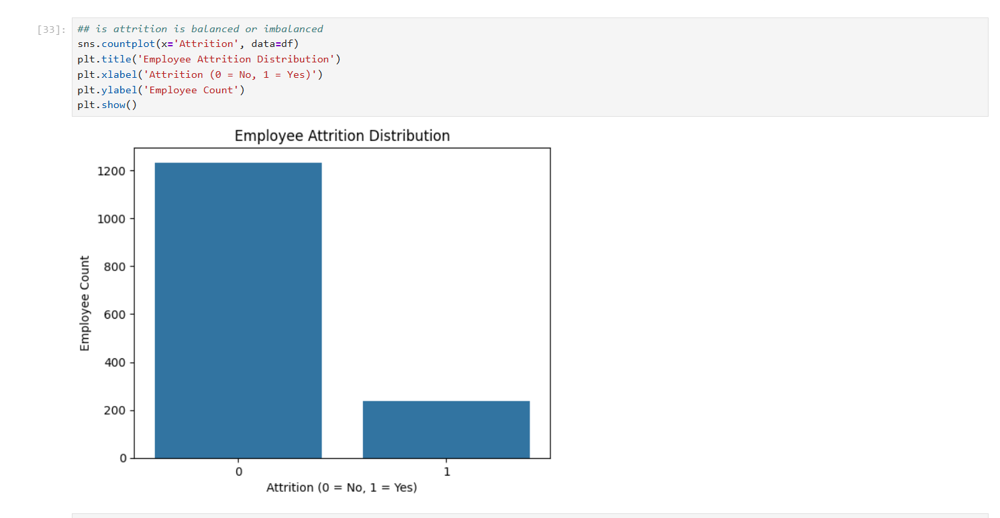 [33]:
## is attrition is balanced or imbalanced
sns.countplot(x='Attrition', data=df)
plt.title('Employee Attrition Distribution')
plt.xlabel('Attrition (0 = No, 1 = Yes)')
plt.ylabel('Employee Count')
plt.show()
Employee Attrition Distribution
Employee Count
1200
1000
800
600
400
200
0
0 1
Attrition (0 = No, 1 = Yes)